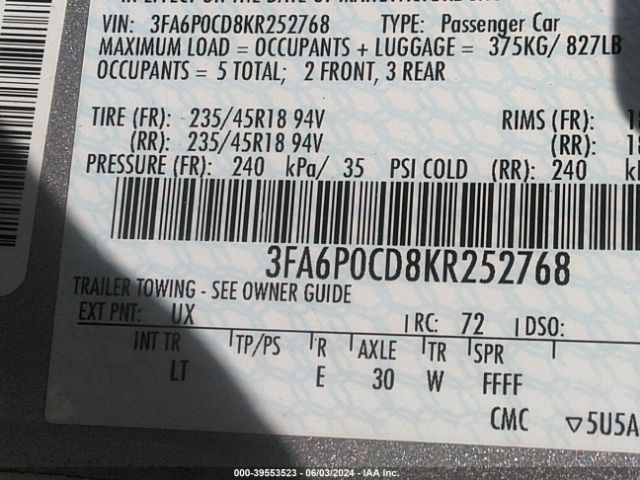 VIN: 3FA6P0CD8KR252768 TYPE: Passenger Car
MAXIMUM LOAD = OCCUPANTS + LUGGAGE = 375KG/ 827LB
OCCUPANTS = 5 TOTAL; 2 FRONT, 3 REAR
TIRE (FR): 235/45R18 94V RIMS (FR):
(RR): 235/45R18 94V (RR):
PRESSURE (FR): 240 kPa/ 35 PSI COLD (RR): 240
3FA6P0CD8KR252768
TRAILER TOWING - SEE OWNER GUIDE
EXT PNT: UX RC: 72 DSO:
INT TR TP/PS R AXLE TR SPR
LT E 30 W FFFF
CMC ▽5U5A
000-39553523 - 06/03/2024 - IAA Inc.